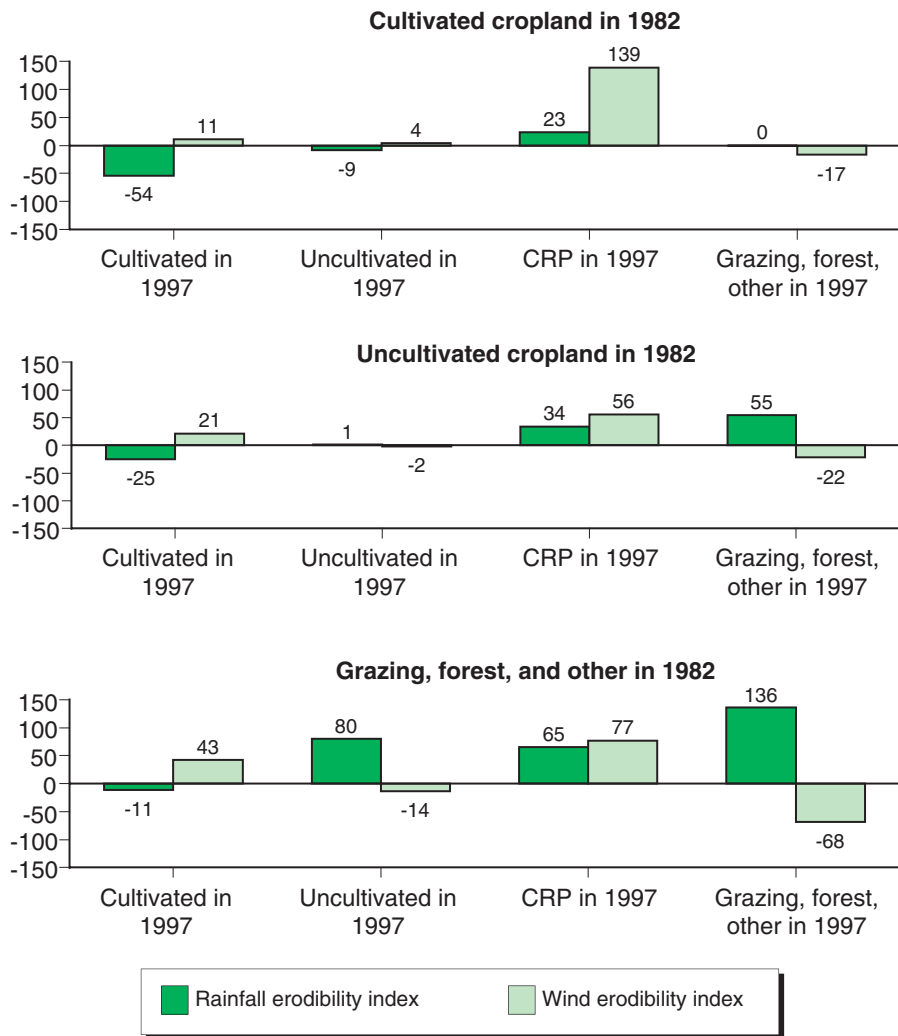 Cultivated cropland in 1982
150
100
50
0
-50
-100
-150
-54
11
-9
4
23
139
0
-17
Cultivated in
1997
Uncultivated in
1997
CRP in 1997
Grazing, forest,
other in 1997
Uncultivated cropland in 1982
150
100
50
0
-50
-100
-150
-25
21
1
-2
34
56
55
-22
Cultivated in
1997
Uncultivated in
1997
CRP in 1997
Grazing, forest,
other in 1997
Grazing, forest, and other in 1982
150
100
50
0
-50
-100
-150
-11
43
80
-14
65
77
136
-68
Cultivated in
1997
Uncultivated in
1997
CRP in 1997
Grazing, forest,
other in 1997
Rainfall erodibility index
Wind erodibility index